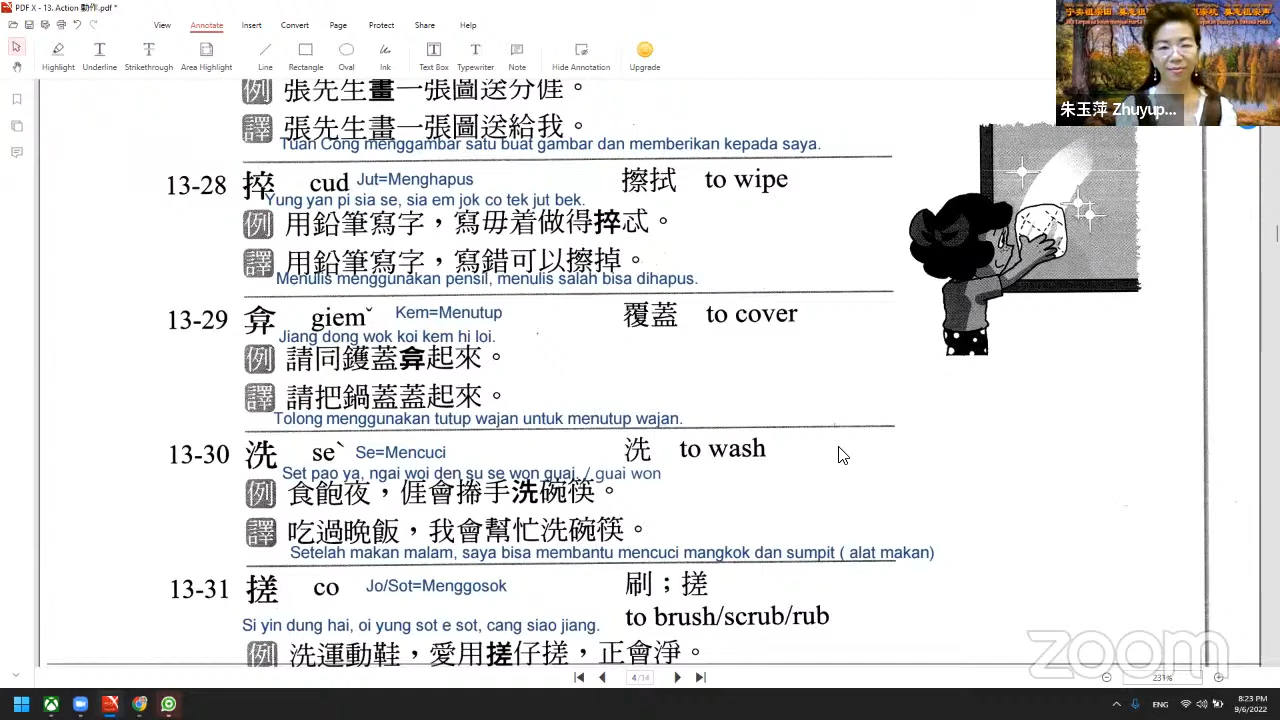 PDF X - 13. Action 動作.pdf *
View Annotate Insert Convert Page Protect Share Help
Highlight Underline Strikethrough Area Highlight Line Rectangle Oval Ink Text Box Typewriter Note Hide Annotation Upgrade
朱玉萍 Zhuyup...
例 張先生畫一張圖送分𠊎。
譯 張先生畫一張圖送給我。
Tuan Cong menggambar satu buat gambar dan memberikan kepada saya.
13-28 捽 cud Jut=Menghapus 擦拭 to wipe
Yung yan pi sia se, sia em jok co tek jut bek.
例 用鉛筆寫字，寫毋着做得捽忒。
譯 用鉛筆寫字，寫錯可以擦掉。
Menulis menggunakan pensil, menulis salah bisa dihapus.
13-29 弇 giemˇ Kem=Menutup 覆蓋 to cover
Jiang dong wok koi kem hi loi.
例 請同鑊蓋弇起來。
譯 請把鍋蓋蓋起來。
Tolong menggunakan tutup wajan untuk menutup wajan.
13-30 洗 seˋ Se=Mencuci 洗 to wash
Set pao ya, ngai woi den su se won guai. / guai won
例 食飽夜，𠊎會㨃手洗碗筷。
譯 吃過晚飯，我會幫忙洗碗筷。
Setelah makan malam, saya bisa membantu mencuci mangkok dan sumpit ( alat makan)
13-31 搓 co Jo/Sot=Menggosok 刷；搓
to brush/scrub/rub
Si yin dung hai, oi yung sot e sot, cang siao jiang.
例 洗運動鞋，愛用搓仔搓，正會淨。
zoom
4/14
231%
ENG
8:23 PM
9/6/2022